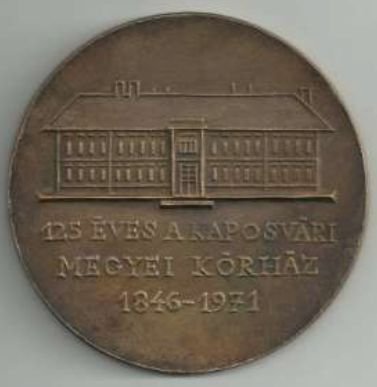 125 ÉVES A KAPOSVÁRI
MEGYEI KÓRHÁZ
1846-1971